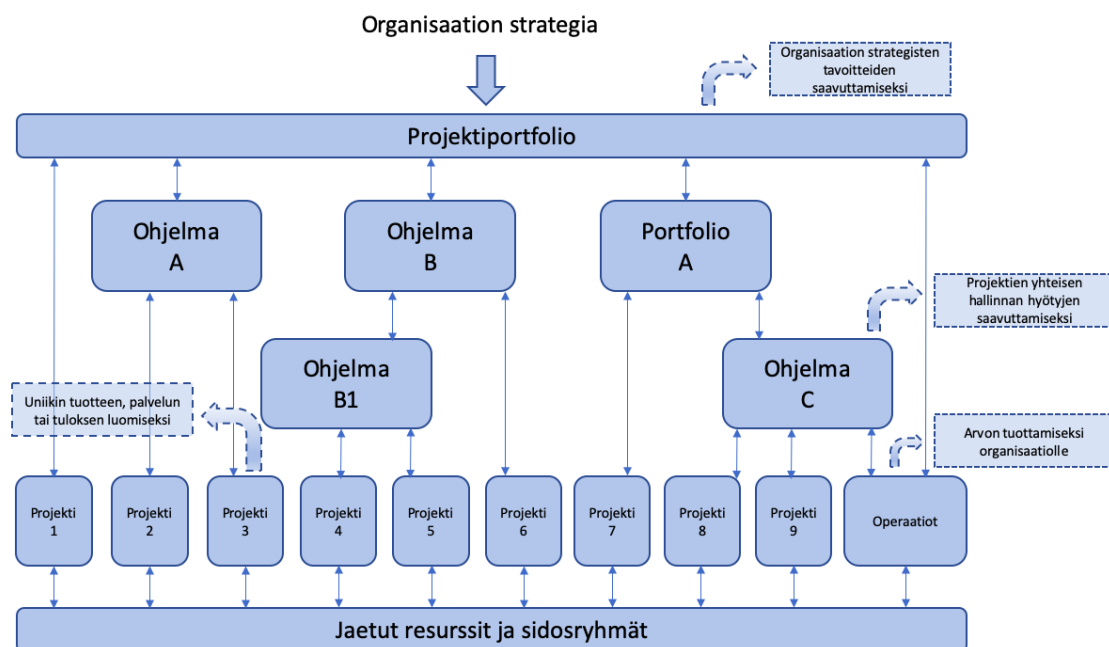 Organisaation strategia
Organisaation strategisten
tavoitteiden
saavuttamiseksi
Projektiportfolio
Ohjelma
A
Ohjelma
B
Portfolio
A
Projektien yhteisen
hallinnan hyötyjen
saavuttamiseksi
Ohjelma
B1
Ohjelma
C
Uniikin tuotteen, palvelun
tai tuloksen luomiseksi
Arvon tuottamiseksi
organisaatiolle
Projekti
1
Projekti
2
Projekti
3
Projekti
4
Projekti
5
Projekti
6
Projekti
7
Projekti
8
Projekti
9
Operaatiot
Jaetut resurssit ja sidosryhmät